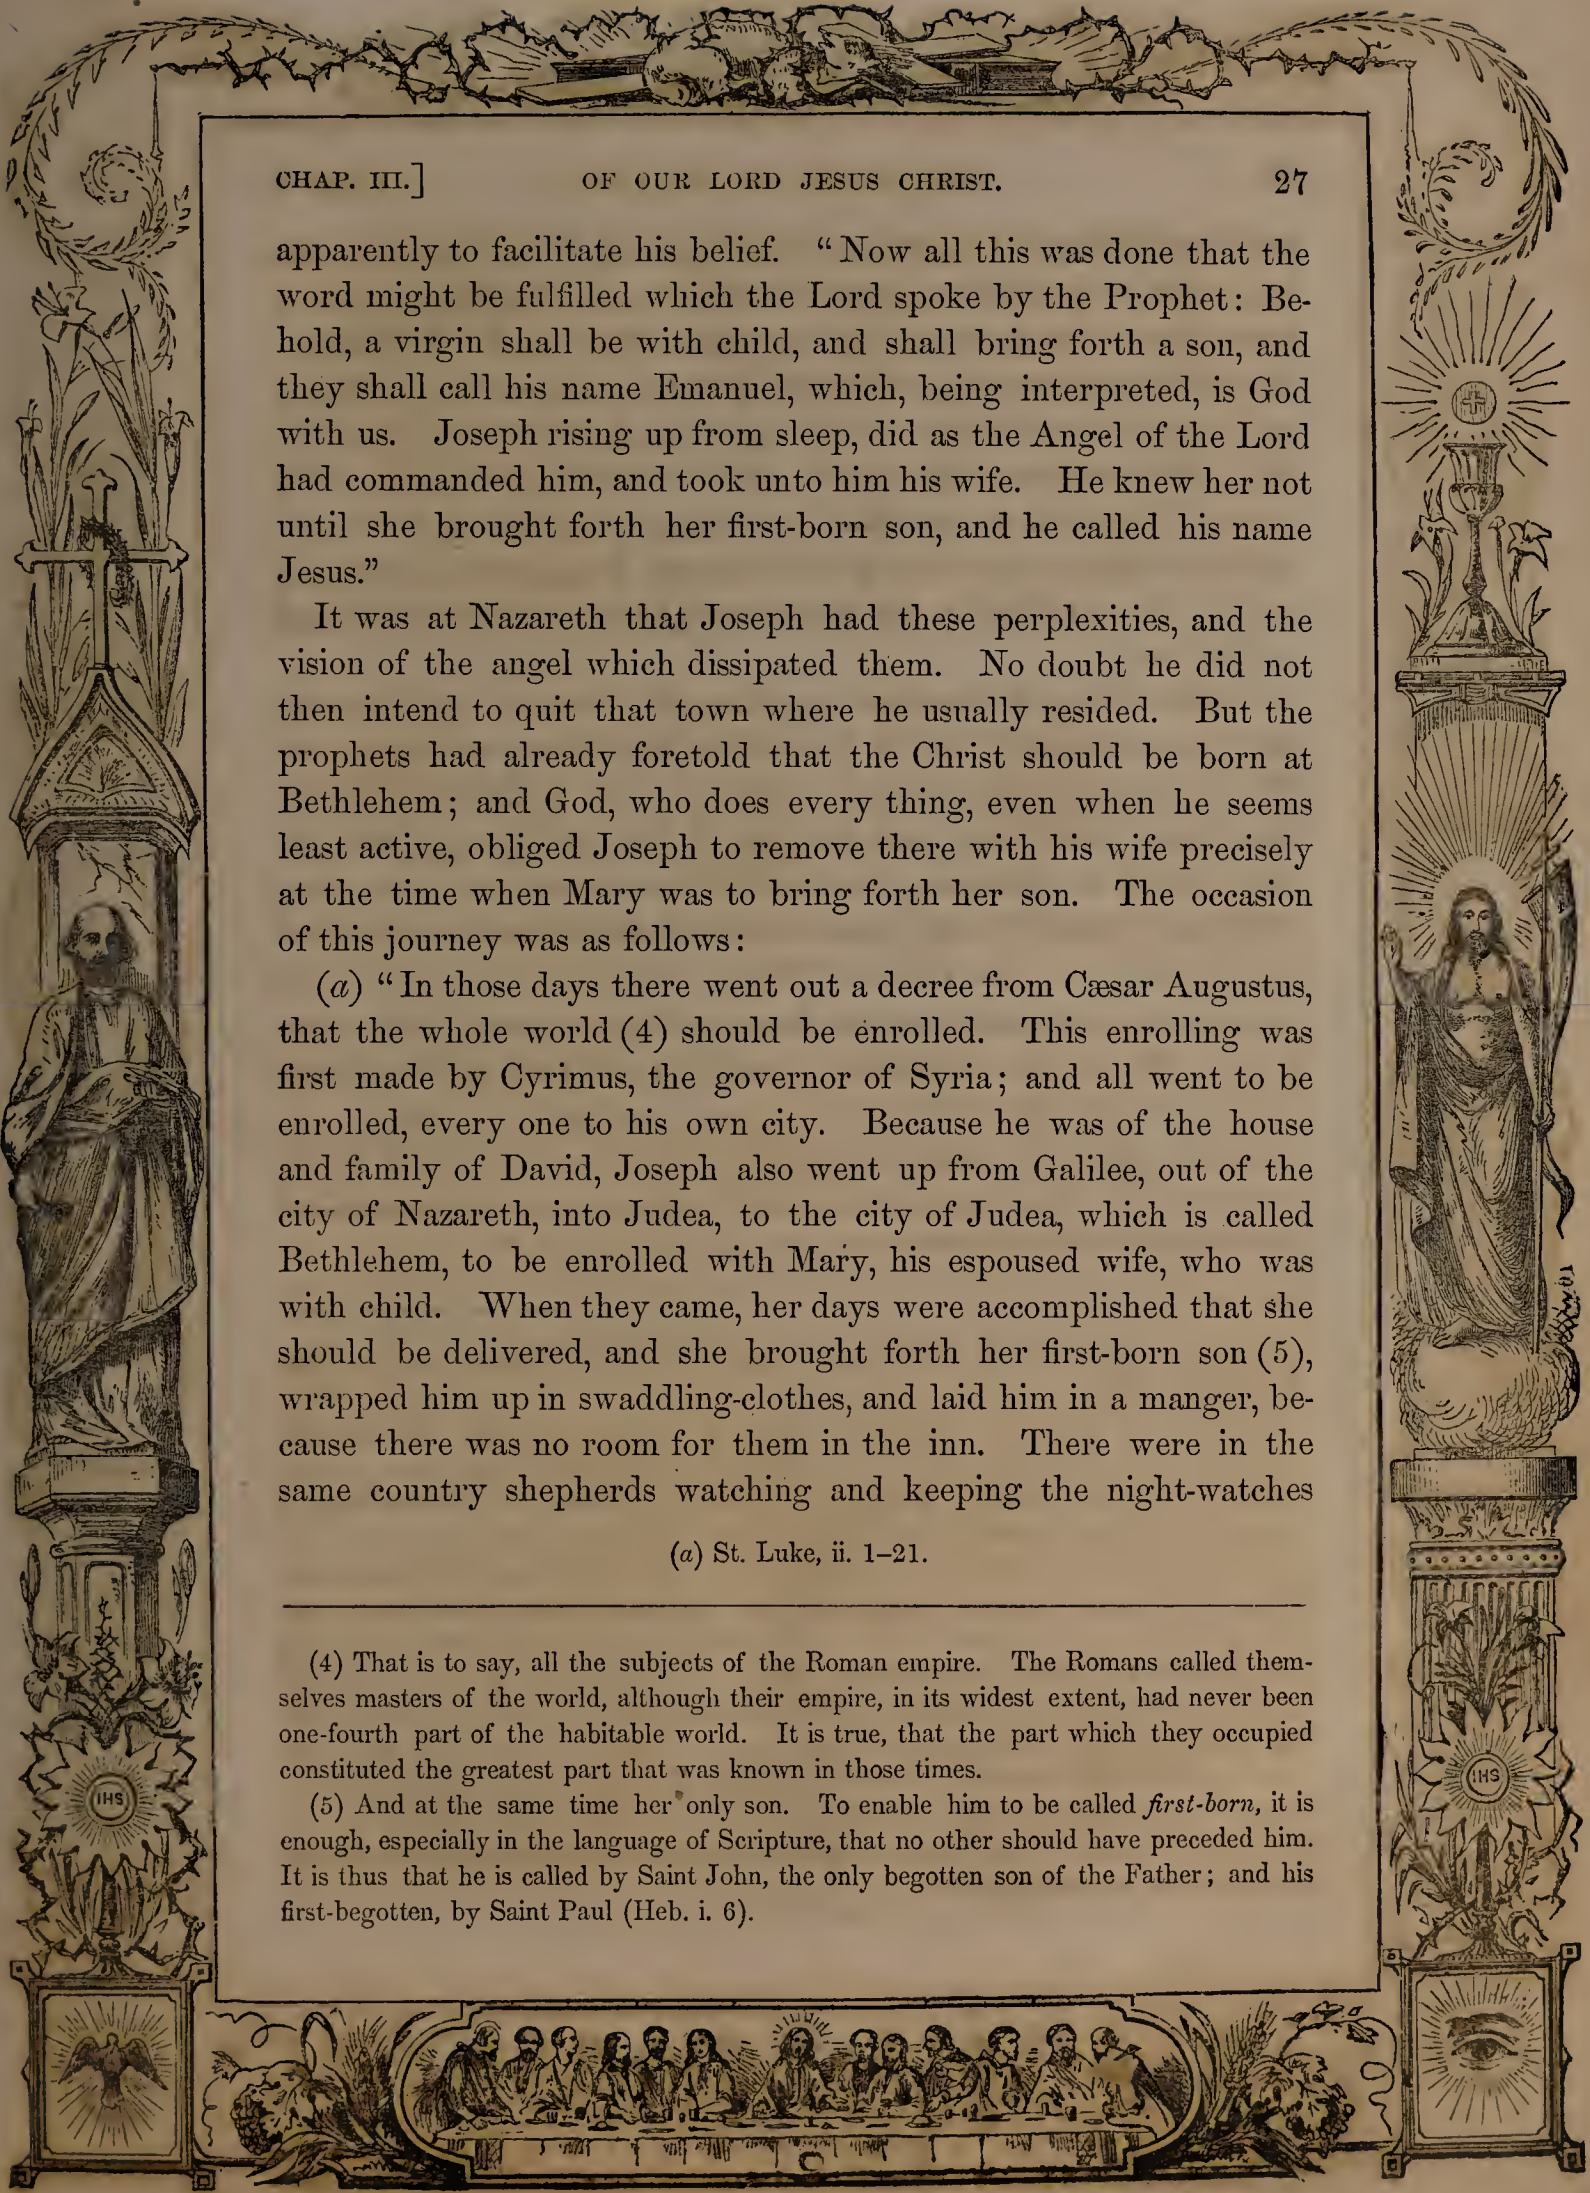 CHAP. III.] OF OUR LORD JESUS CHRIST. 27
apparently to facilitate his belief. “Now all this was done that the
word might be fulfilled which the Lord spoke by the Prophet: Be-
hold, a virgin shall be with child, and shall bring forth a son, and
they shall call his name Emanuel, which, being interpreted, is God
with us. Joseph rising up from sleep, did as the Angel of the Lord
had commanded him, and took unto him his wife. He knew her not
until she brought forth her first-born son, and he called his name
Jesus.”
It was at Nazareth that Joseph had these perplexities, and the
vision of the angel which dissipated them. No doubt he did not
then intend to quit that town where he usually resided. But the
prophets had already foretold that the Christ should be born at
Bethlehem; and God, who does every thing, even when he seems
least active, obliged Joseph to remove there with his wife precisely
at the time when Mary was to bring forth her son. The occasion
of this journey was as follows:
(a) “In those days there went out a decree from Cæsar Augustus,
that the whole world (4) should be enrolled. This enrolling was
first made by Cyrimus, the governor of Syria; and all went to be
enrolled, every one to his own city. Because he was of the house
and family of David, Joseph also went up from Galilee, out of the
city of Nazareth, into Judea, to the city of Judea, which is called
Bethlehem, to be enrolled with Mary, his espoused wife, who was
with child. When they came, her days were accomplished that she
should be delivered, and she brought forth her first-born son (5),
wrapped him up in swaddling-clothes, and laid him in a manger, be-
cause there was no room for them in the inn. There were in the
same country shepherds watching and keeping the night-watches
(a) St. Luke, ii. 1–21.
(4) That is to say, all the subjects of the Roman empire. The Romans called them-
selves masters of the world, although their empire, in its widest extent, had never been
one-fourth part of the habitable world. It is true, that the part which they occupied
constituted the greatest part that was known in those times.
(5) And at the same time her only son. To enable him to be called first-born, it is
enough, especially in the language of Scripture, that no other should have preceded him.
It is thus that he is called by Saint John, the only begotten son of the Father; and his
first-begotten, by Saint Paul (Heb. i. 6).
IHS
IHS